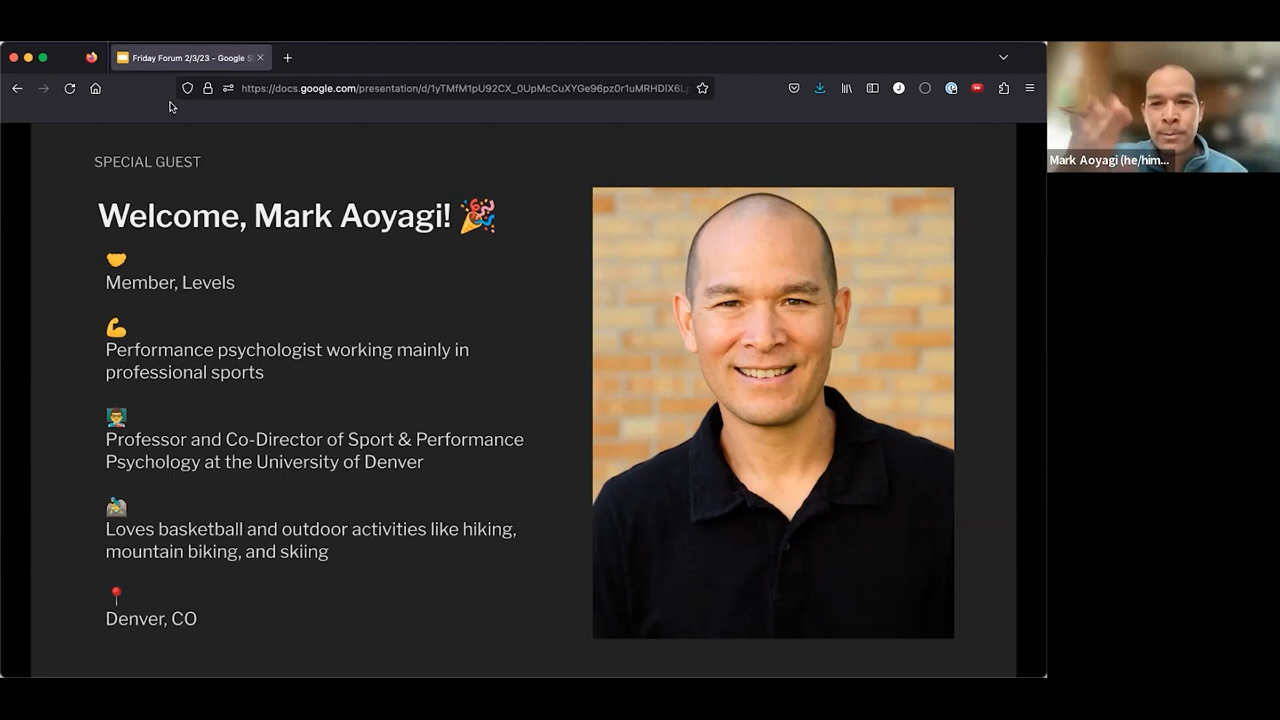 Friday Forum 2/3/23 - Google Sl
https://docs.google.com/presentation/d/1yTMfM1pU92CX_0UpMcCuXYGe96pz0r1uMRHDlX6L
SPECIAL GUEST
Welcome, Mark Aoyagi! 🎉
Member, Levels
Performance psychologist working mainly in
professional sports
Professor and Co-Director of Sport & Performance
Psychology at the University of Denver
Loves basketball and outdoor activities like hiking,
mountain biking, and skiing
Denver, CO
Mark Aoyagi (he/him...